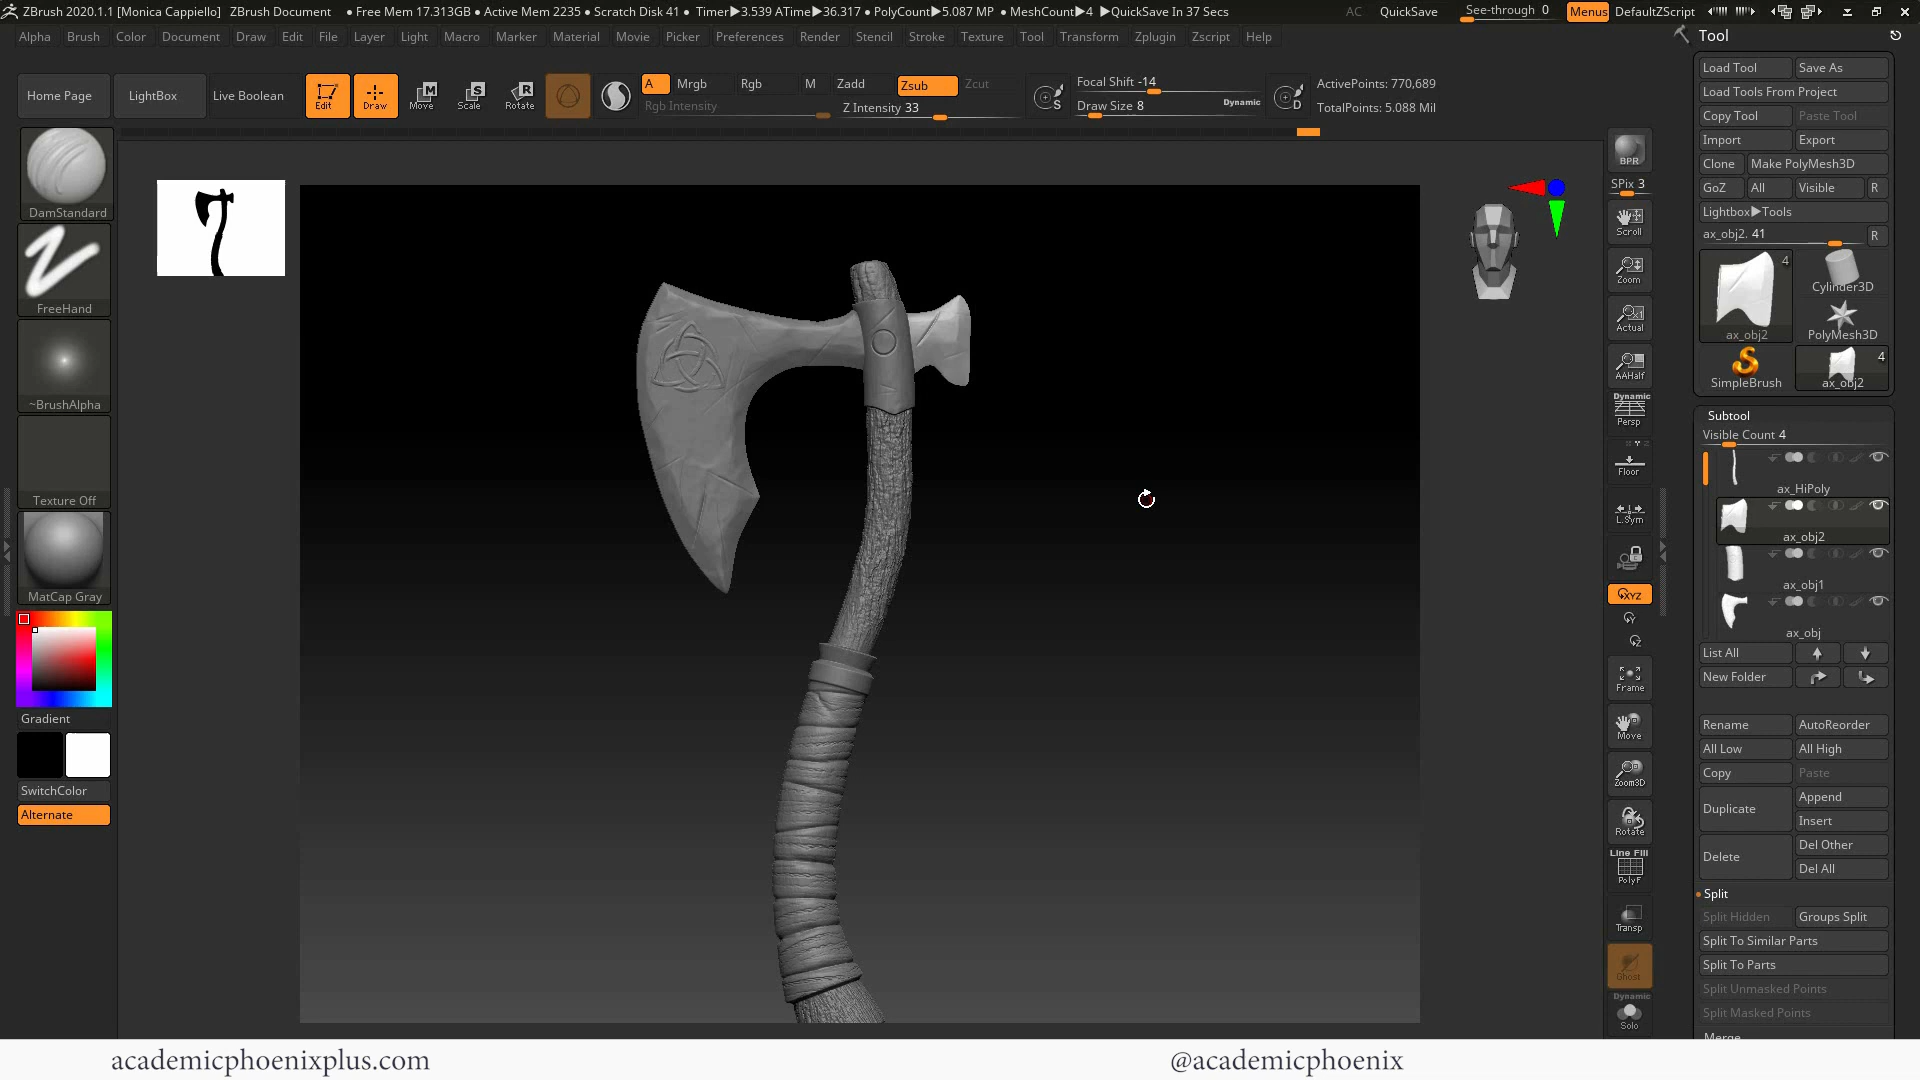 ZBrush 2020.1.1 [Monica Cappiello] ZBrush Document • Free Mem 17.313GB • Active Mem 2235 • Scratch Disk 41 • Timer▶3.539 ATime▶36.317 • PolyCount▶5.087 MP • MeshCount▶4 ▶QuickSave In 37 Secs AC QuickSave See-through 0 Menus DefaultZScript
Alpha Brush Color Document Draw Edit File Layer Light Macro Marker Material Movie Picker Preferences Render Stencil Stroke Texture Tool Transform Zplugin Zscript Help
Home Page LightBox Live Boolean Edit Draw Move Scale Rotate A Mrgb Rgb M Zadd Zsub Zcut
Rgb Intensity Z Intensity 33
S Focal Shift -14
Draw Size 8 Dynamic
D ActivePoints: 770,689
TotalPoints: 5.088 Mil
DamStandard
FreeHand
~BrushAlpha
Texture Off
MatCap Gray
Gradient
SwitchColor
Alternate
BPR
SPix 3
Scroll
Zoom
Actual
AAHalf
Dynamic
Persp
Floor
L.Sym
XYZ
Y
Z
Frame
Move
Zoom3D
Rotate
Line Fill
PolyF
Transp
Ghost
Dynamic
Solo
Tool
Load Tool Save As
Load Tools From Project
Copy Tool Paste Tool
Import Export
Clone Make PolyMesh3D
GoZ All Visible R
Lightbox▶Tools
ax_obj2. 41 R
4
Cylinder3D
ax_obj2 PolyMesh3D
4
SimpleBrush ax_obj2
Subtool
Visible Count 4
ax_HiPoly
ax_obj2
ax_obj1
ax_obj
List All
New Folder
Rename AutoReorder
All Low All High
Copy Paste
Duplicate Append
Insert
Delete Del Other
Del All
Split
Split Hidden Groups Split
Split To Similar Parts
Split To Parts
Split Unmasked Points
Split Masked Points
Merge
academicphoenixplus.com @academicphoenix